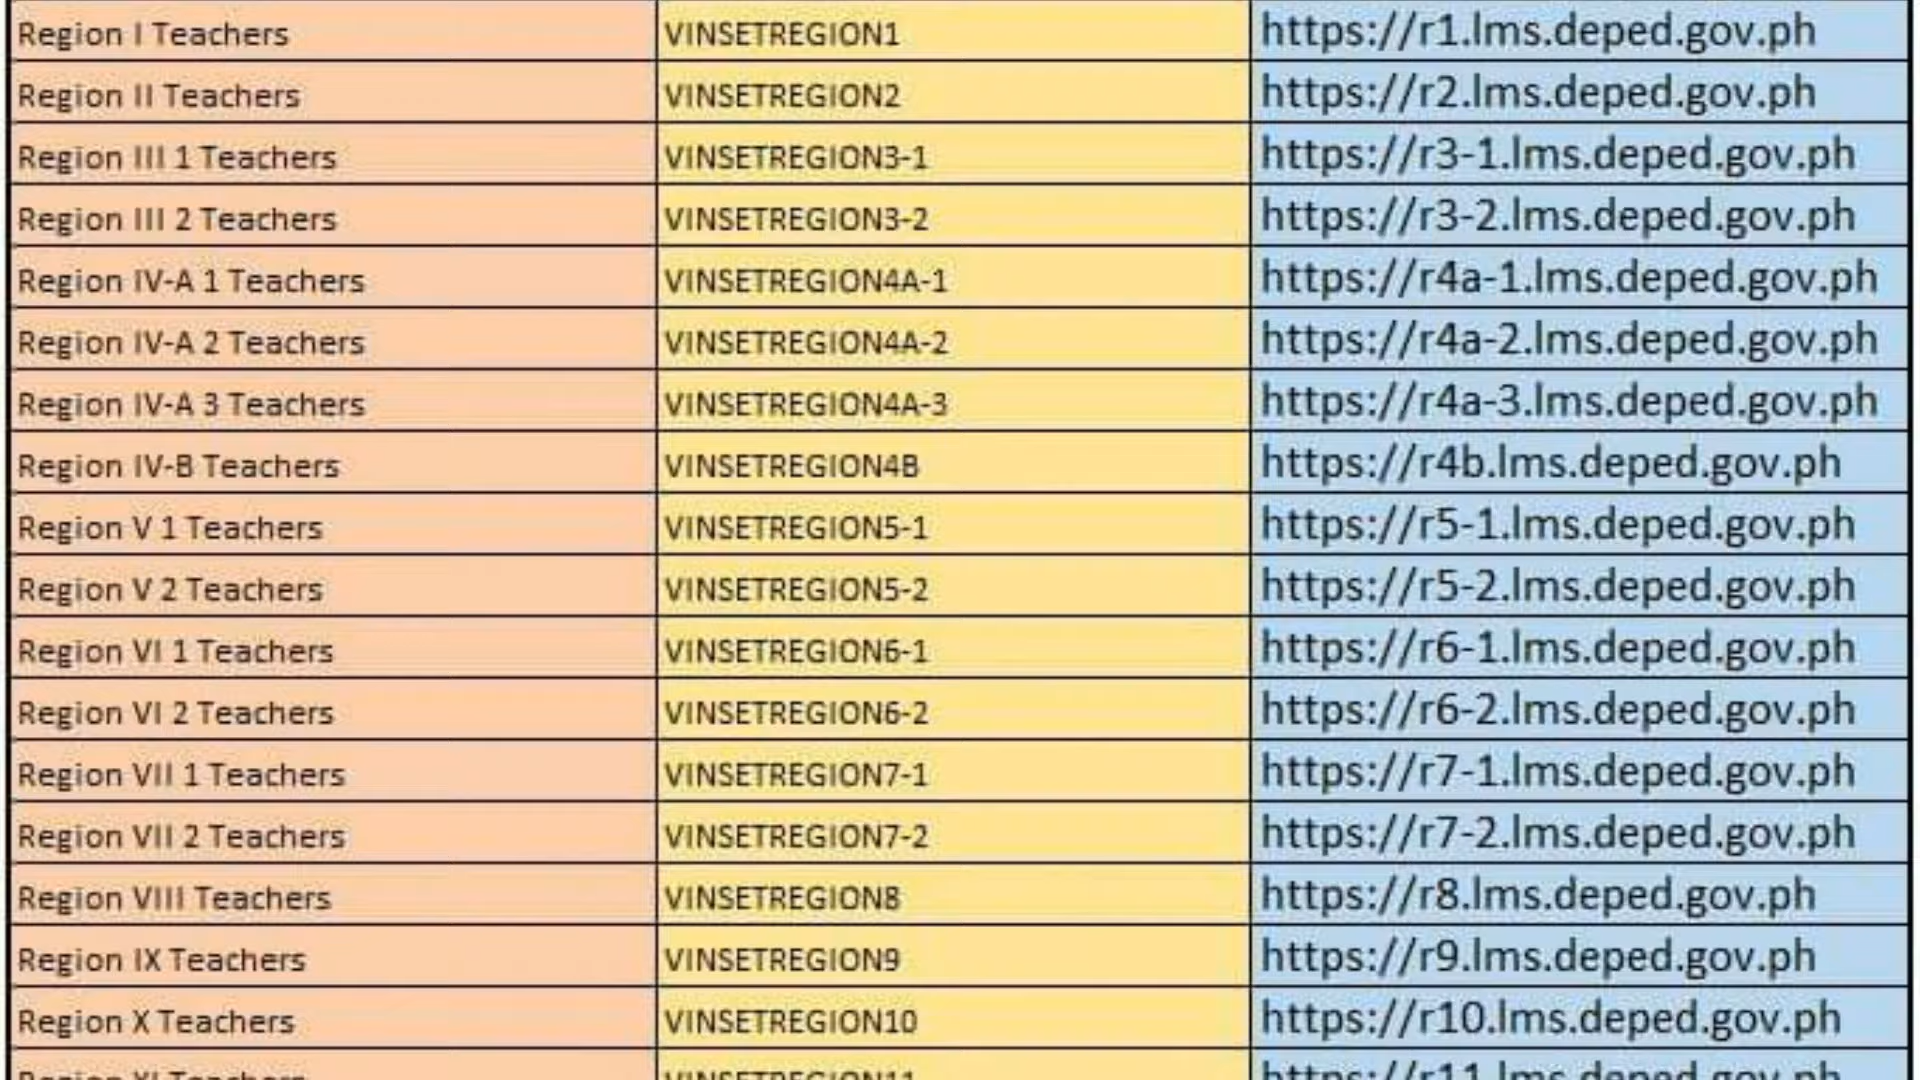 Region I Teachers VINSETREGION1 https://r1.lms.deped.gov.ph
Region II Teachers VINSETREGION2 https://r2.lms.deped.gov.ph
Region III 1 Teachers VINSETREGION3-1 https://r3-1.lms.deped.gov.ph
Region III 2 Teachers VINSETREGION3-2 https://r3-2.lms.deped.gov.ph
Region IV-A 1 Teachers VINSETREGION4A-1 https://r4a-1.lms.deped.gov.ph
Region IV-A 2 Teachers VINSETREGION4A-2 https://r4a-2.lms.deped.gov.ph
Region IV-A 3 Teachers VINSETREGION4A-3 https://r4a-3.lms.deped.gov.ph
Region IV-B Teachers VINSETREGION4B https://r4b.lms.deped.gov.ph
Region V 1 Teachers VINSETREGION5-1 https://r5-1.lms.deped.gov.ph
Region V 2 Teachers VINSETREGION5-2 https://r5-2.lms.deped.gov.ph
Region VI 1 Teachers VINSETREGION6-1 https://r6-1.lms.deped.gov.ph
Region VI 2 Teachers VINSETREGION6-2 https://r6-2.lms.deped.gov.ph
Region VII 1 Teachers VINSETREGION7-1 https://r7-1.lms.deped.gov.ph
Region VII 2 Teachers VINSETREGION7-2 https://r7-2.lms.deped.gov.ph
Region VIII Teachers VINSETREGION8 https://r8.lms.deped.gov.ph
Region IX Teachers VINSETREGION9 https://r9.lms.deped.gov.ph
Region X Teachers VINSETREGION10 https://r10.lms.deped.gov.ph
Region XI Teachers VINSETREGION11 https://r11.lms.deped.gov.ph